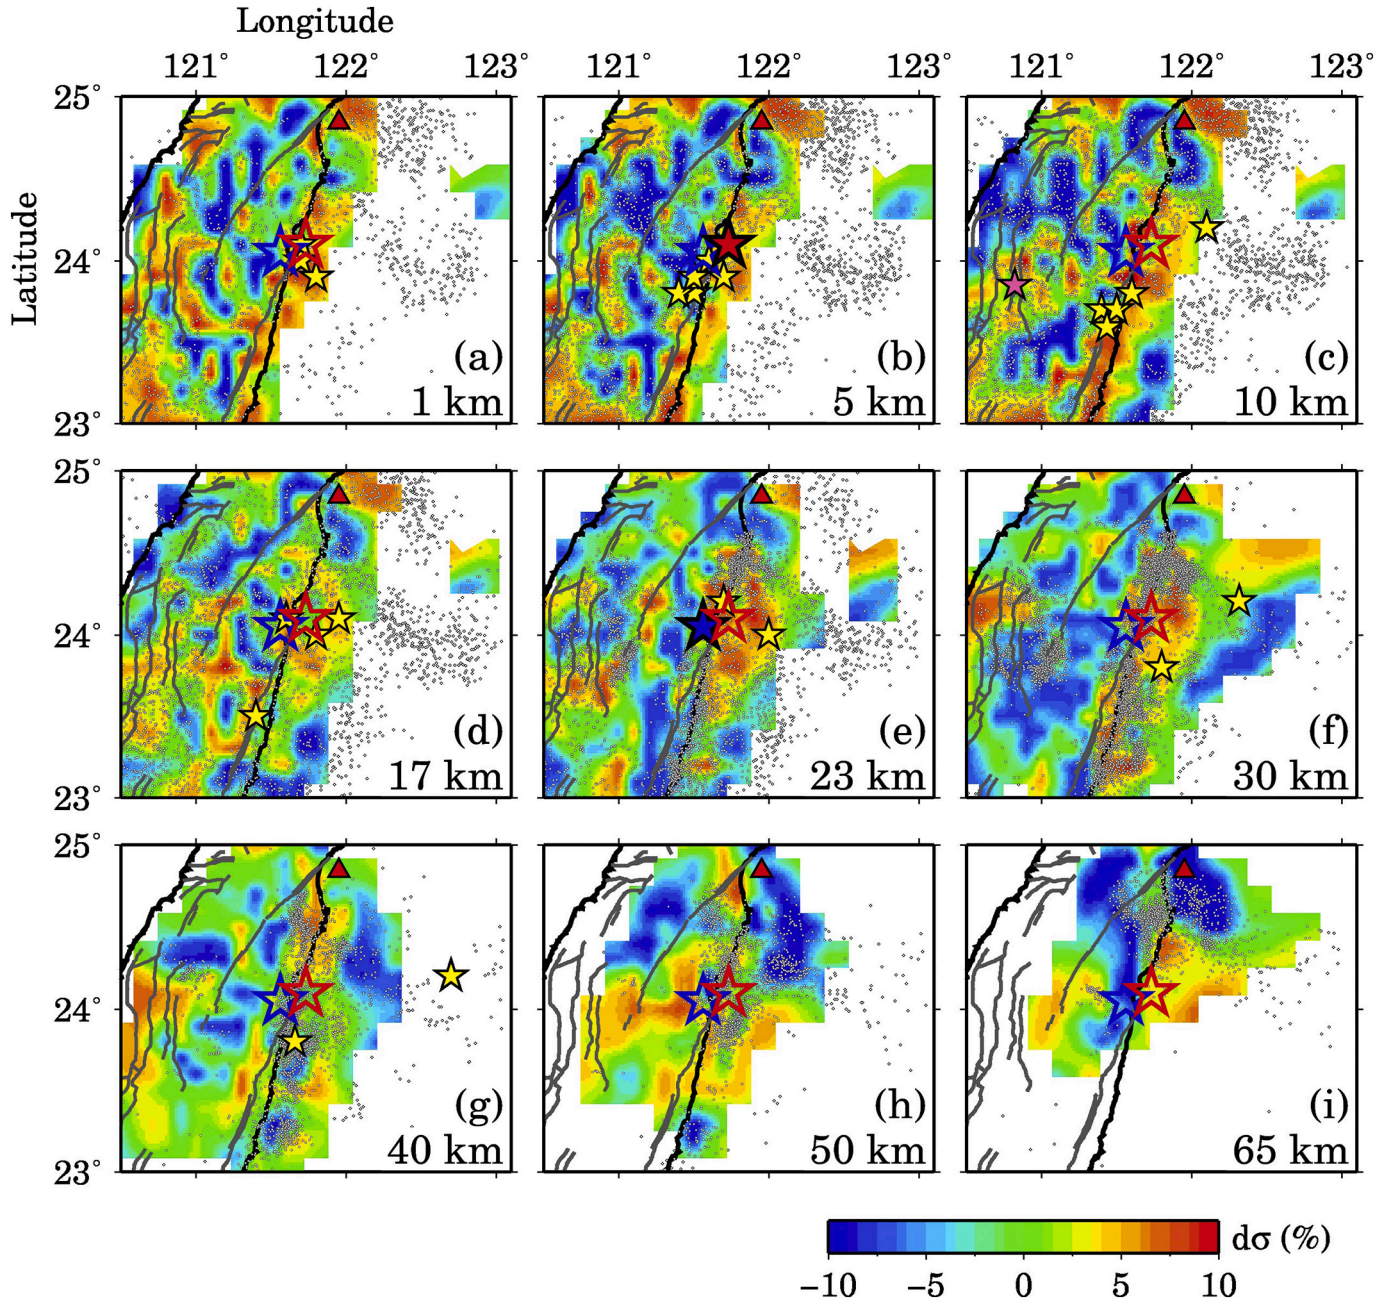 Longitude
121° 122° 123° 121° 122° 123° 121° 122° 123°
Latitude
25°
24°
23°
(a)
1 km
(b)
5 km
(c)
10 km
25°
24°
23°
(d)
17 km
(e)
23 km
(f)
30 km
25°
24°
23°
(g)
40 km
(h)
50 km
(i)
65 km
dσ (%)
−10 −5 0 5 10